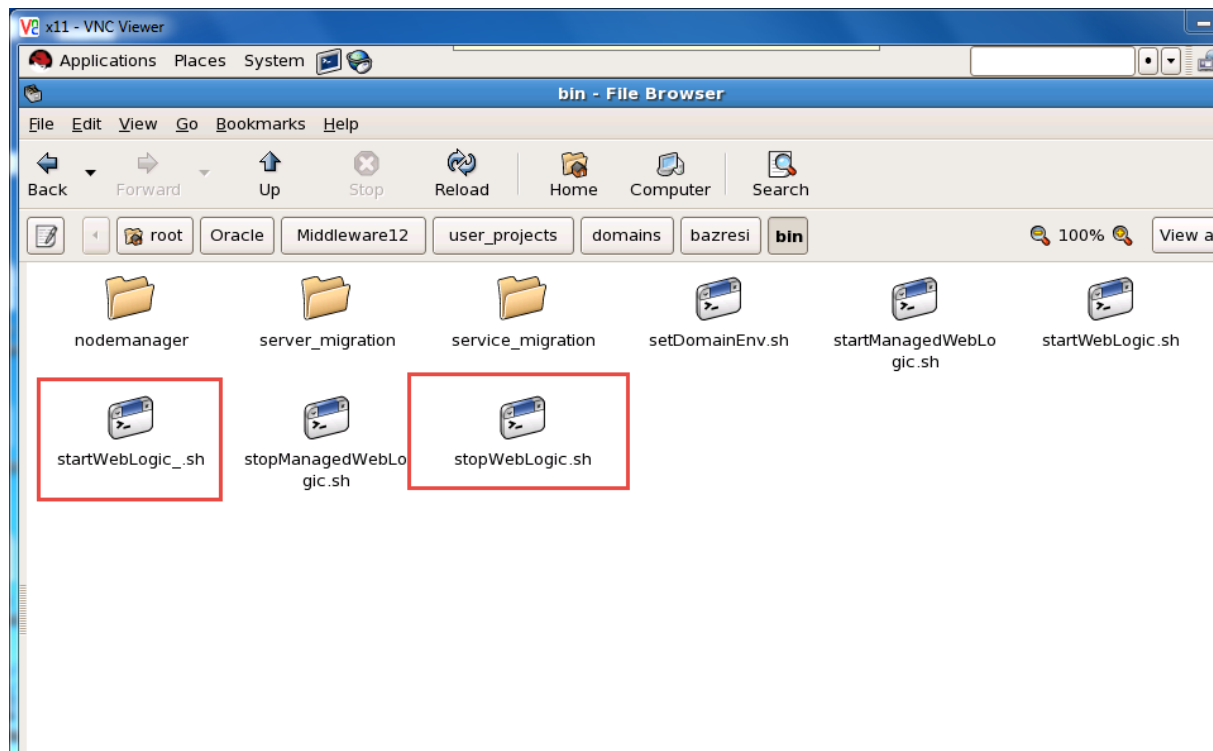 x11 - VNC Viewer
Applications Places System
bin - File Browser
File Edit View Go Bookmarks Help
Back Forward Up Stop Reload Home Computer Search
root Oracle Middleware12 user_projects domains bazresi bin 100% View a
nodemanager server_migration service_migration setDomainEnv.sh startManagedWebLo startWebLogic.sh
gic.sh
startWebLogic_.sh stopManagedWebLo stopWebLogic.sh
gic.sh